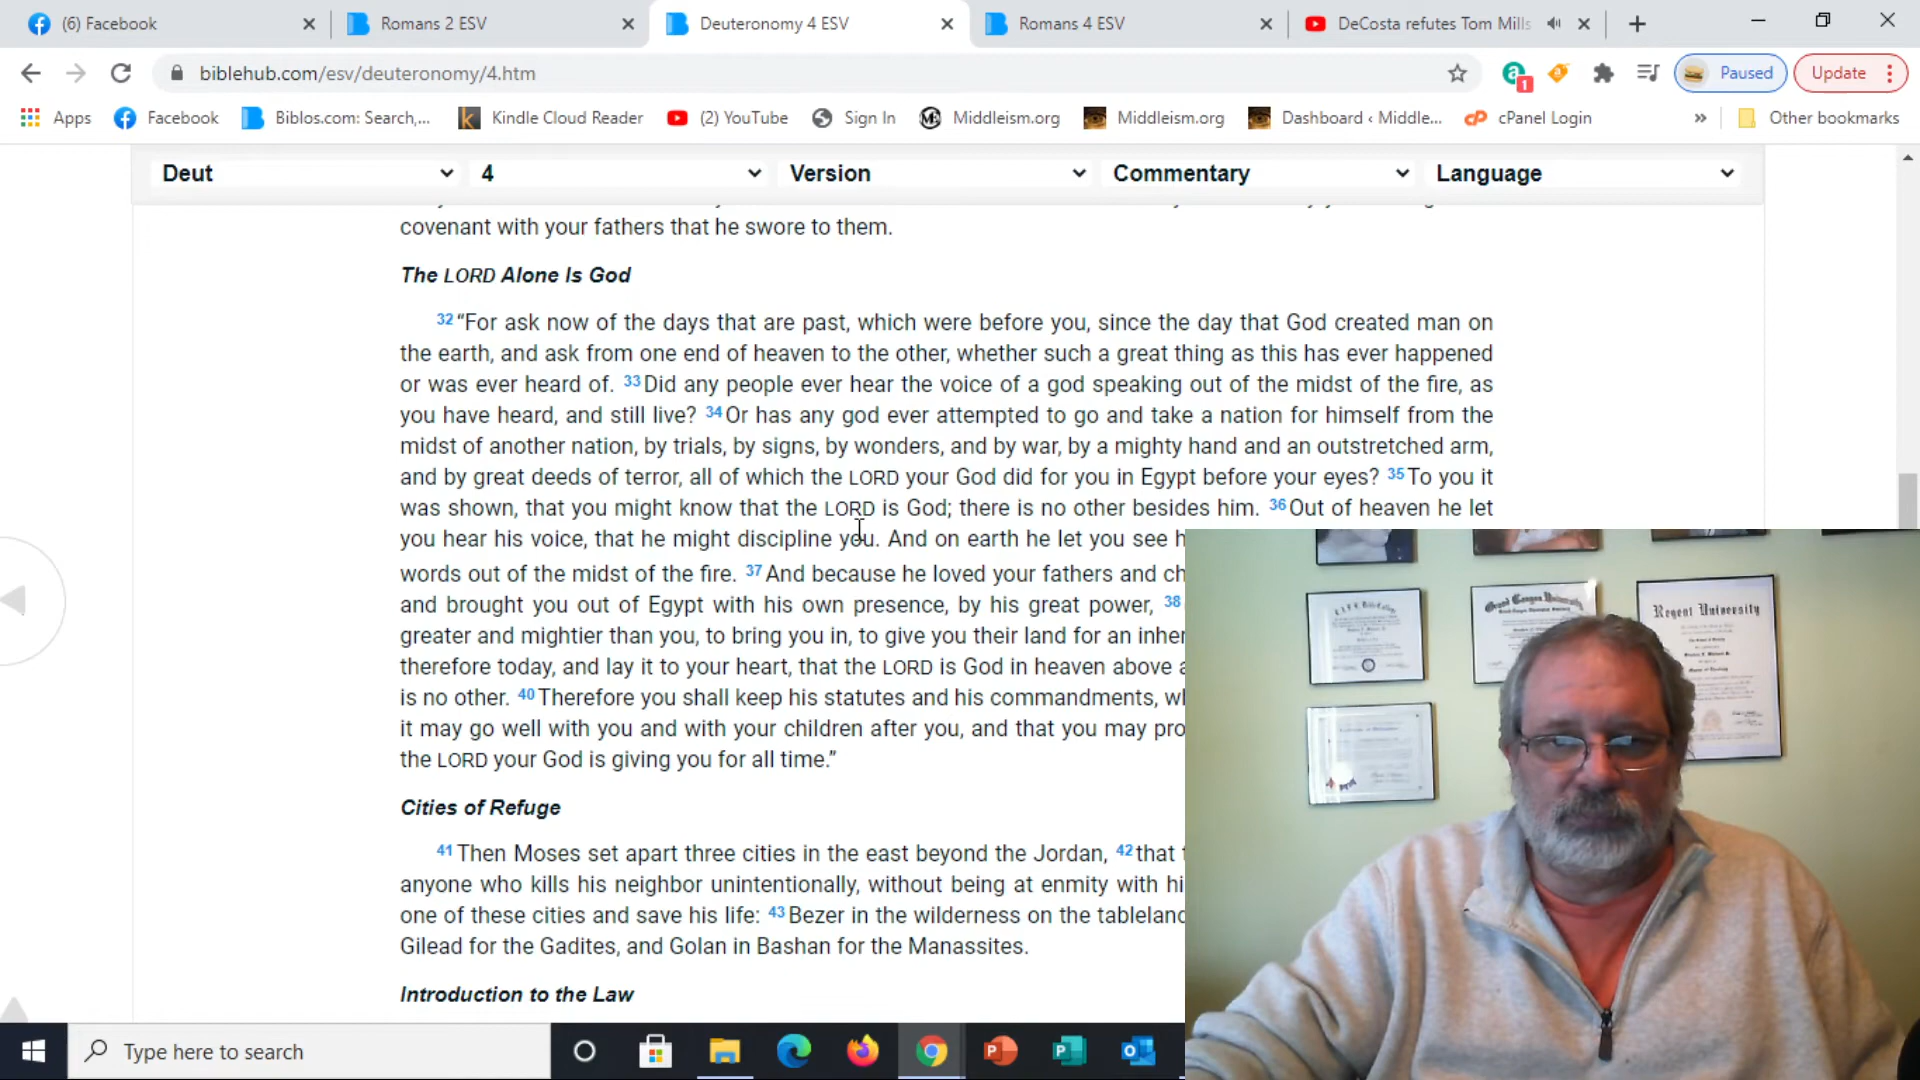 (6) Facebook
Romans 2 ESV
Deuteronomy 4 ESV
Romans 4 ESV
DeCosta refutes Tom Mills
biblehub.com/esv/deuteronomy/4.htm
1
Paused
Update
Apps
Facebook
Biblos.com: Search,...
Kindle Cloud Reader
(2) YouTube
Sign In
Middleism.org
Middleism.org
Dashboard ‹ Middle...
cPanel Login
»
Other bookmarks
Deut
4
Version
Commentary
Language
covenant with your fathers that he swore to them.
The LORD Alone Is God
32 “For ask now of the days that are past, which were before you, since the day that God created man on
the earth, and ask from one end of heaven to the other, whether such a great thing as this has ever happened
or was ever heard of. 33 Did any people ever hear the voice of a god speaking out of the midst of the fire, as
you have heard, and still live? 34 Or has any god ever attempted to go and take a nation for himself from the
midst of another nation, by trials, by signs, by wonders, and by war, by a mighty hand and an outstretched arm,
and by great deeds of terror, all of which the LORD your God did for you in Egypt before your eyes? 35 To you it
was shown, that you might know that the LORD is God; there is no other besides him. 36 Out of heaven he let
you hear his voice, that he might discipline you. And on earth he let you see
words out of the midst of the fire. 37 And because he loved your fathers and
and brought you out of Egypt with his own presence, by his great power, 38
greater and mightier than you, to bring you in, to give you their land for an
therefore today, and lay it to your heart, that the LORD is God in heaven above
is no other. 40 Therefore you shall keep his statutes and his commandments,
it may go well with you and with your children after you, and that you may
the LORD your God is giving you for all time.”
Cities of Refuge
41 Then Moses set apart three cities in the east beyond the Jordan, 42 that
anyone who kills his neighbor unintentionally, without being at enmity with
one of these cities and save his life: 43 Bezer in the wilderness on the
Gilead for the Gadites, and Golan in Bashan for the Manassites.
Introduction to the Law
Grand Canyon University
Regent University
Type here to search